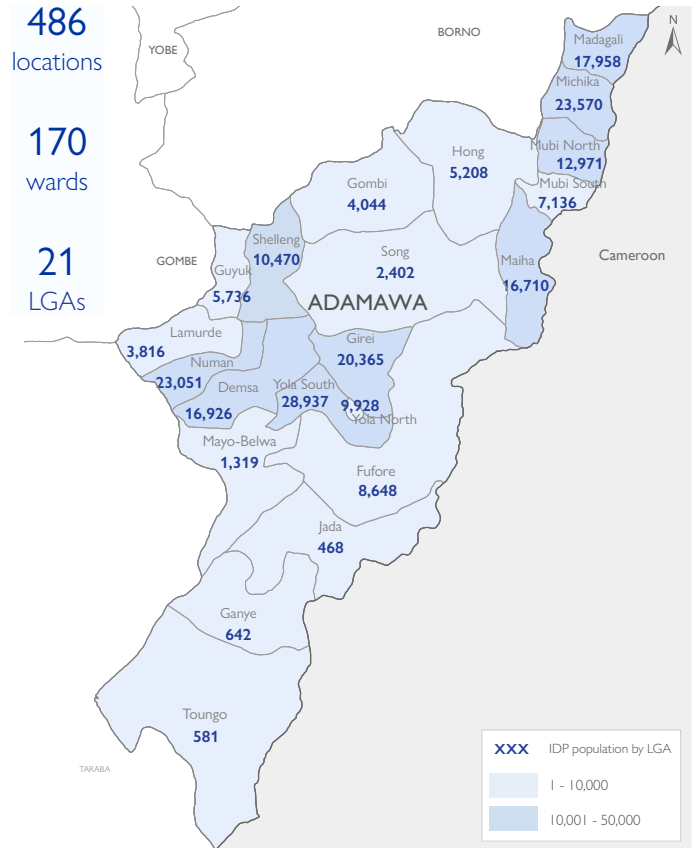 486
locations
170
wards
21
LGAs
YOBE
BORNO
N
Madagali
17,958
Michika
23,570
Mubi North
12,971
Mubi South
7,136
Hong
5,208
Gombi
4,044
Shelleng
10,470
Song
2,402
Maiha
16,710
Cameroon
GOMBE
Guyuk
5,736
ADAMAWA
Lamurde
3,816
Girei
20,365
Numan
23,051
Demsa
16,926
Yola South
28,937
9,928
Yola North
Mayo-Belwa
1,319
Fufore
8,648
Jada
468
Ganye
642
Toungo
581
TARABA
XXX IDP population by LGA
1 - 10,000
10,001 - 50,000